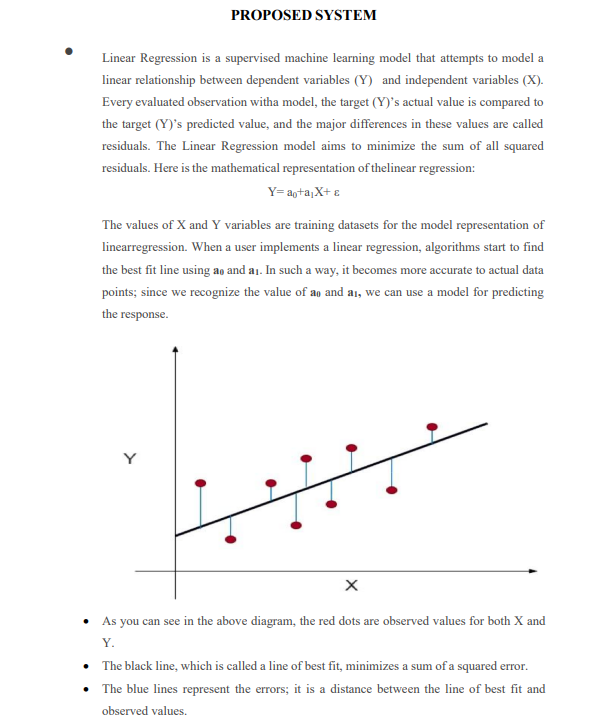 PROPOSED SYSTEM
• Linear Regression is a supervised machine learning model that attempts to model a
linear relationship between dependent variables (Y) and independent variables (X).
Every evaluated observation witha model, the target (Y)'s actual value is compared to
the target (Y)'s predicted value, and the major differences in these values are called
residuals. The Linear Regression model aims to minimize the sum of all squared
residuals. Here is the mathematical representation of thelinear regression:
Y= a₀+a₁X+ ε
The values of X and Y variables are training datasets for the model representation of
linearregression. When a user implements a linear regression, algorithms start to find
the best fit line using a₀ and a₁. In such a way, it becomes more accurate to actual data
points; since we recognize the value of a₀ and a₁, we can use a model for predicting
the response.
Y
X
• As you can see in the above diagram, the red dots are observed values for both X and
Y.
• The black line, which is called a line of best fit, minimizes a sum of a squared error.
• The blue lines represent the errors; it is a distance between the line of best fit and
observed values.